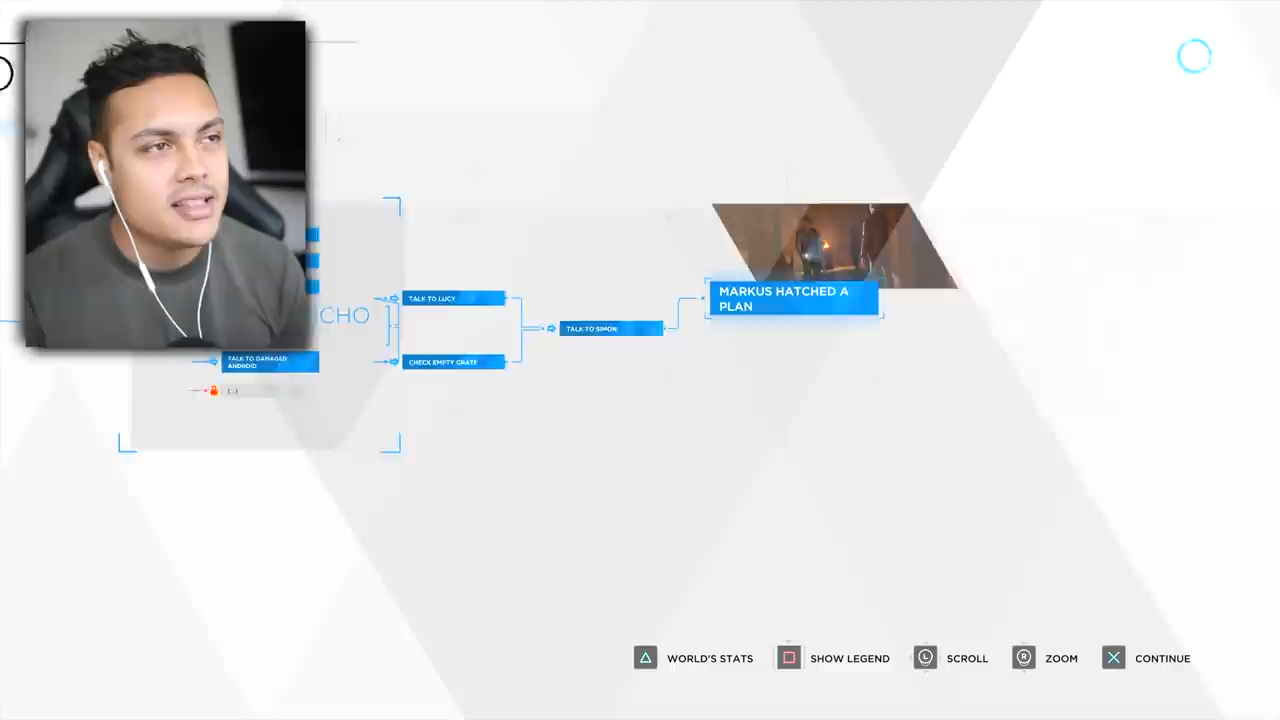 CHO
TALK TO DAMAGED
ANDROID
TALK TO LUCY
CHECK EMPTY CRATE
TALK TO SIMON
MARKUS HATCHED A
PLAN
WORLD'S STATS
SHOW LEGEND
L
SCROLL
R
ZOOM
CONTINUE